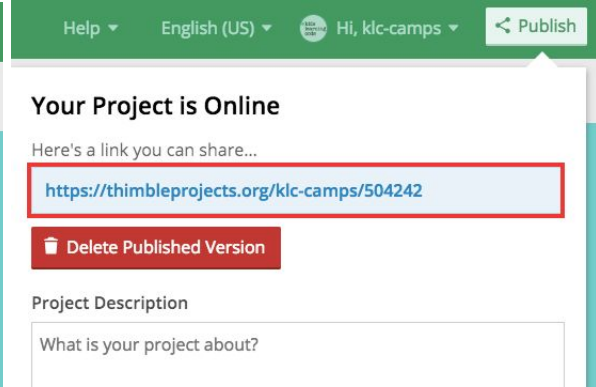 Help
English (US)
Hi, klc-camps
Publish
Your Project is Online
Here's a link you can share...
https://thimbleprojects.org/klc-camps/504242
Delete Published Version
Project Description
What is your project about?